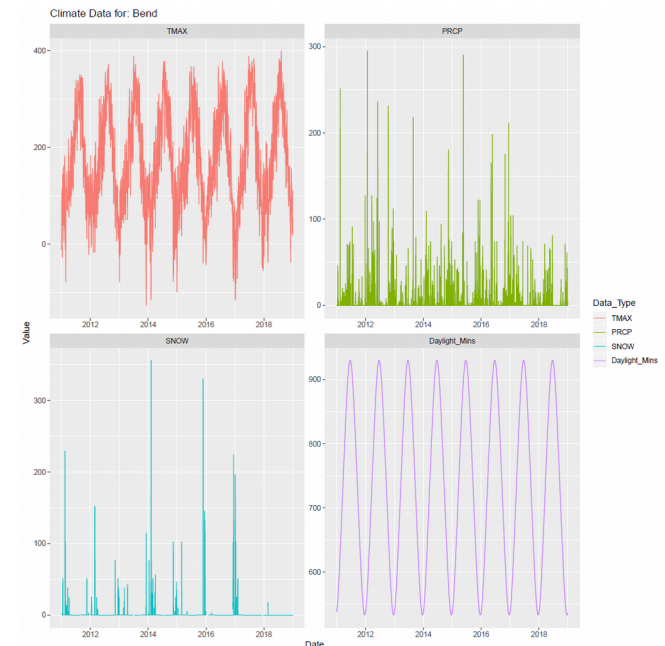 Climate Data for: Bend
TMAX
PRCP
400
200
0
300
200
100
0
2012 2014 2016 2018
2012 2014 2016 2018
Value
SNOW
Daylight_Mins
300
200
100
0
900
800
700
600
2012 2014 2016 2018
2012 2014 2016 2018
Date
Data_Type
TMAX
PRCP
SNOW
Daylight_Mins